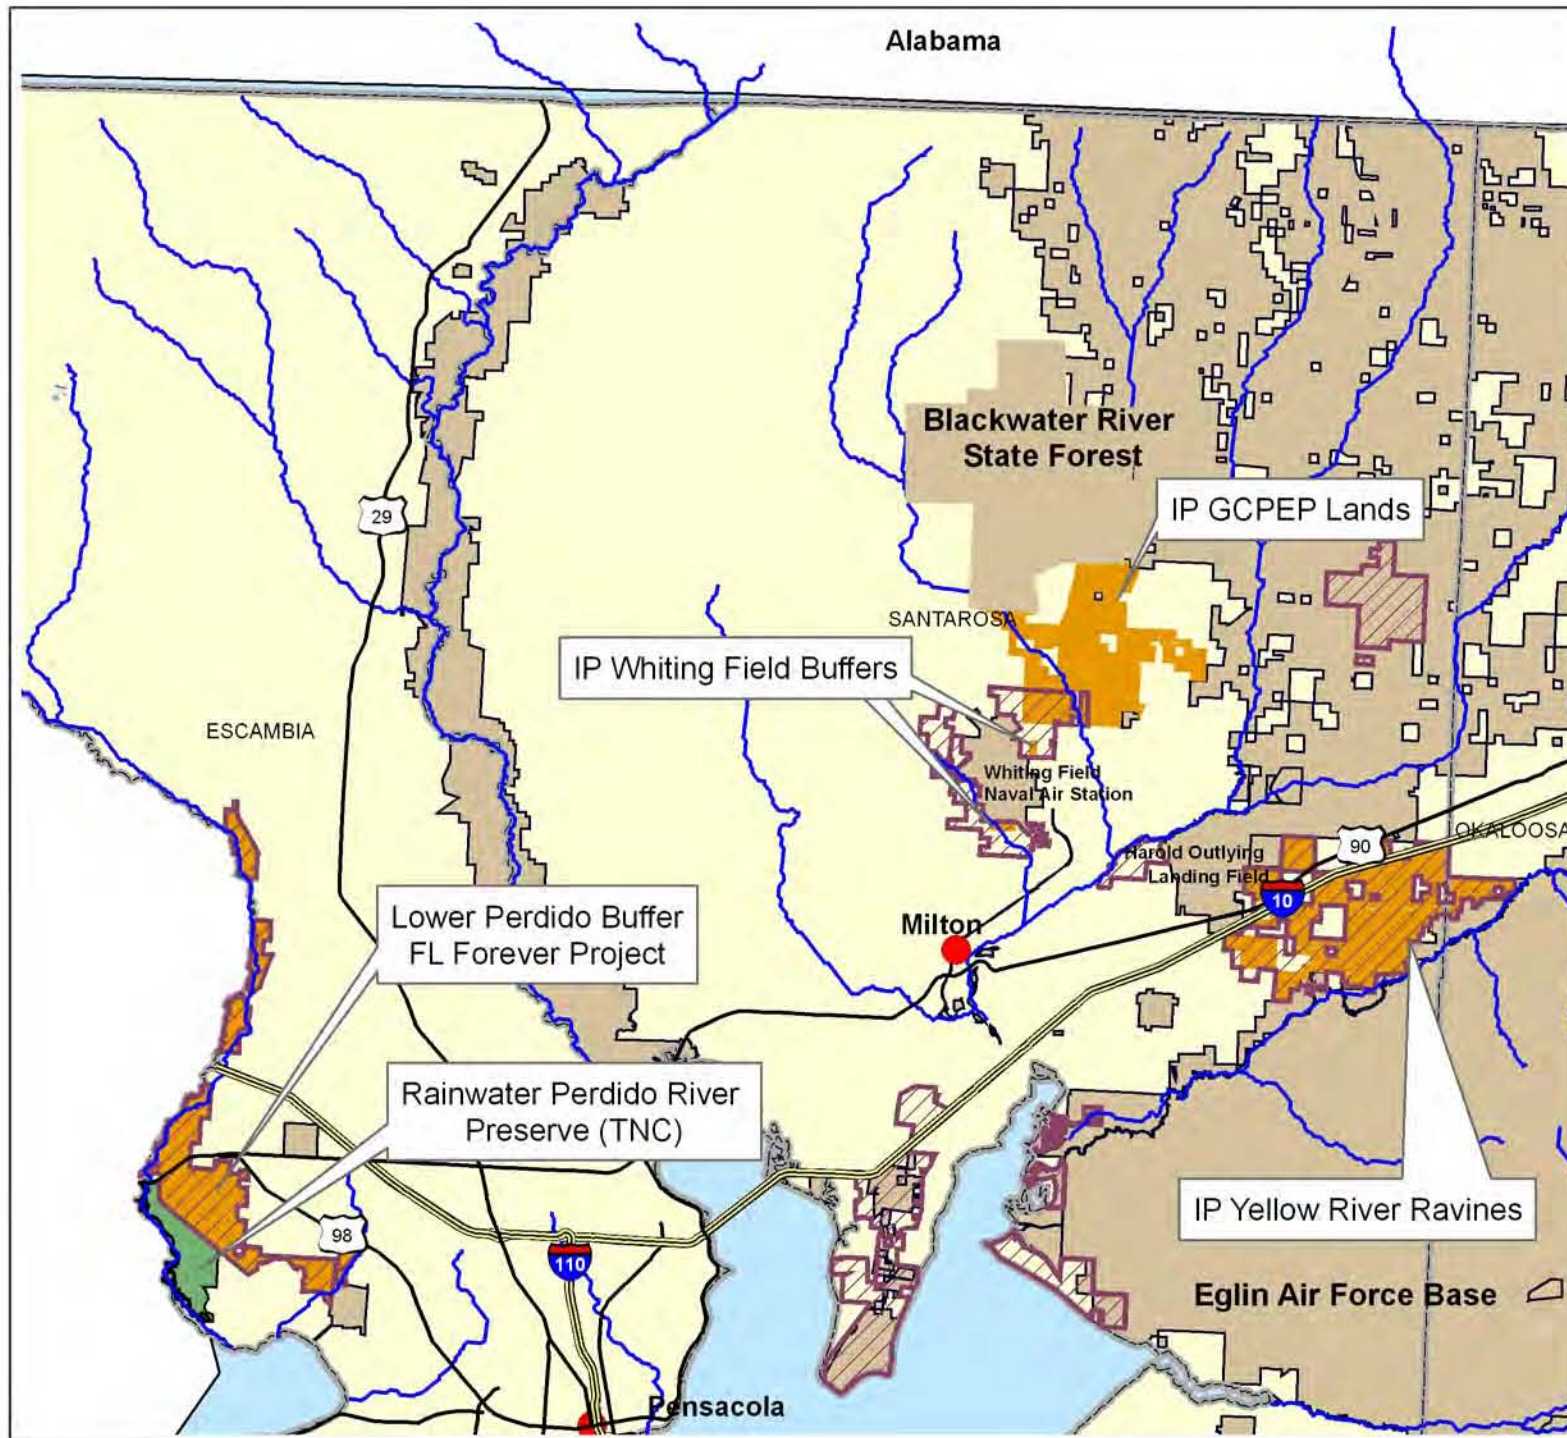 Alabama
Blackwater River
State Forest
IP GCPEP Lands
29
SANTAROSA
IP Whiting Field Buffers
ESCAMBIA
Whiting Field
Naval Air Station
OKALOOSA
90
Harold Outlying
Landing Field
10
Lower Perdido Buffer
FL Forever Project
Milton
Rainwater Perdido River
Preserve (TNC)
IP Yellow River Ravines
98
110
Eglin Air Force Base
Pensacola